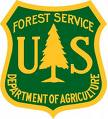 FOREST SERVICE
U S
DEPARTMENT OF AGRICULTURE